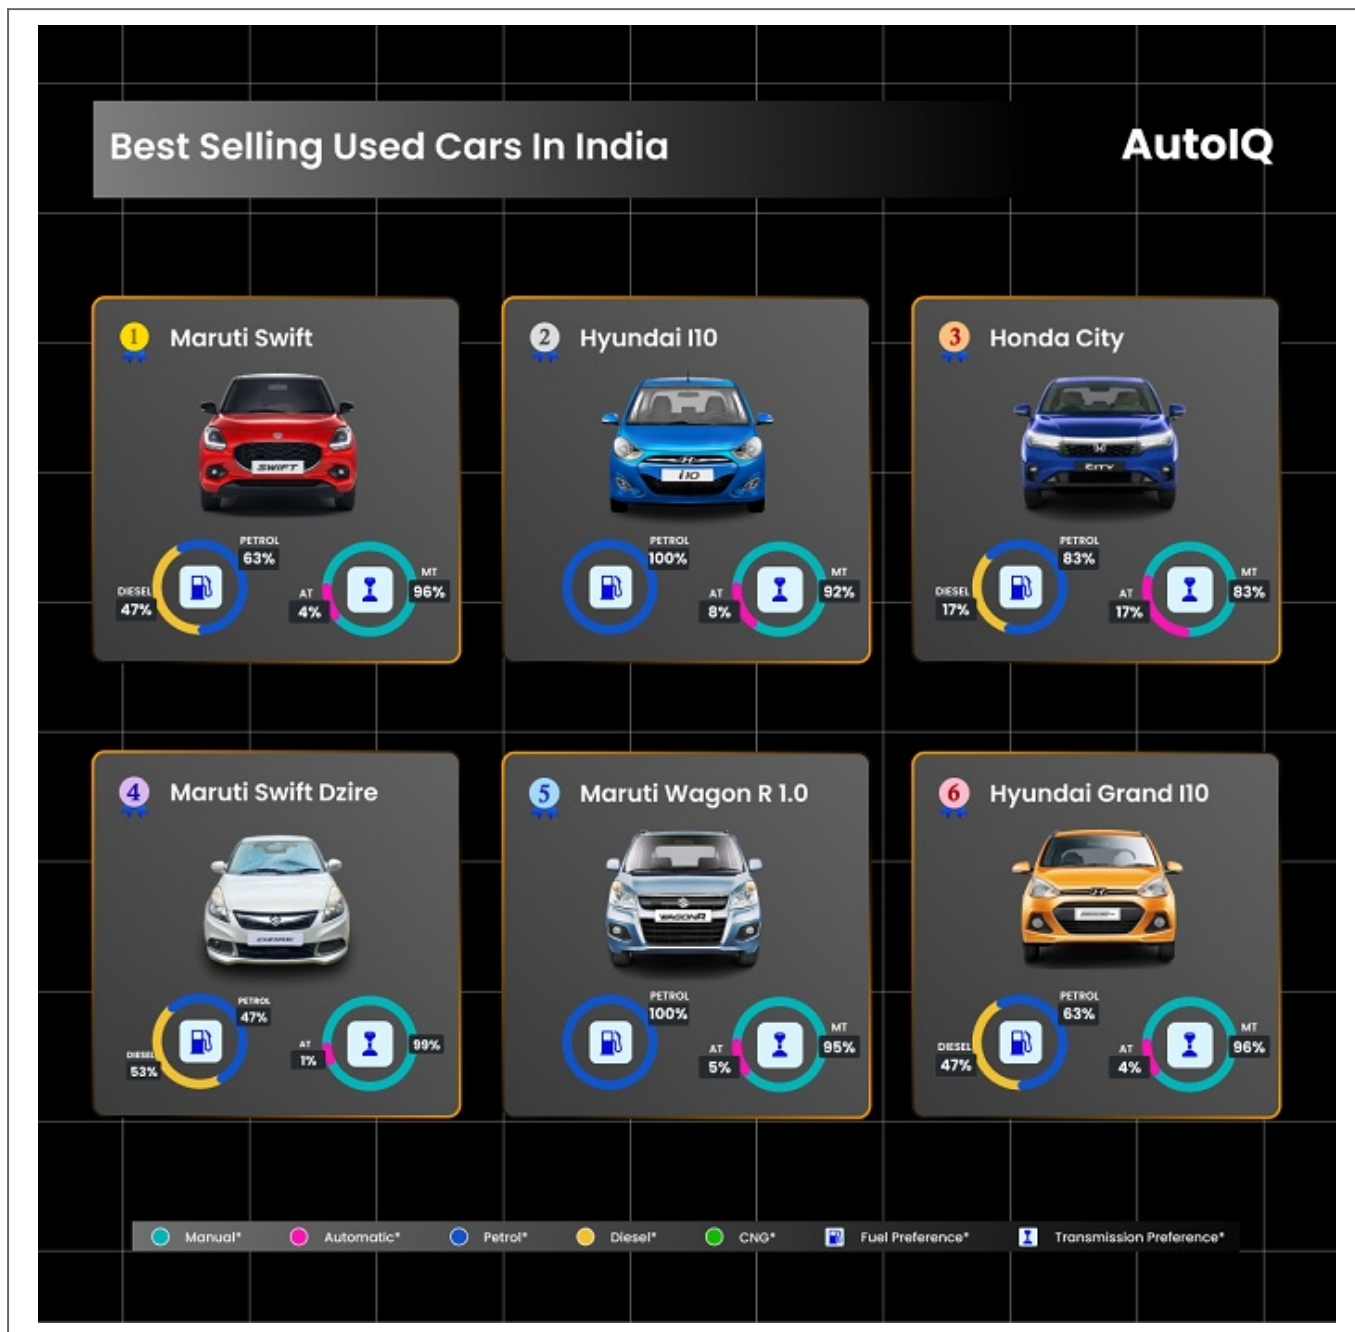 Best Selling Used Cars In India
AutoIQ
1 Maruti Swift
SWIFT
PETROL
63%
DIESEL
47%
AT
4%
MT
96%
2 Hyundai I10
i10
PETROL
100%
AT
8%
MT
92%
3 Honda City
CITY
PETROL
83%
DIESEL
17%
AT
17%
MT
83%
4 Maruti Swift Dzire
DZIRE
PETROL
47%
DIESEL
53%
AT
1%
99%
5 Maruti Wagon R 1.0
WAGONR
PETROL
100%
AT
5%
MT
95%
6 Hyundai Grand I10
PETROL
63%
DIESEL
47%
AT
4%
MT
96%
Manual* Automatic* Petrol* Diesel* CNG* Fuel Preference* Transmission Preference*